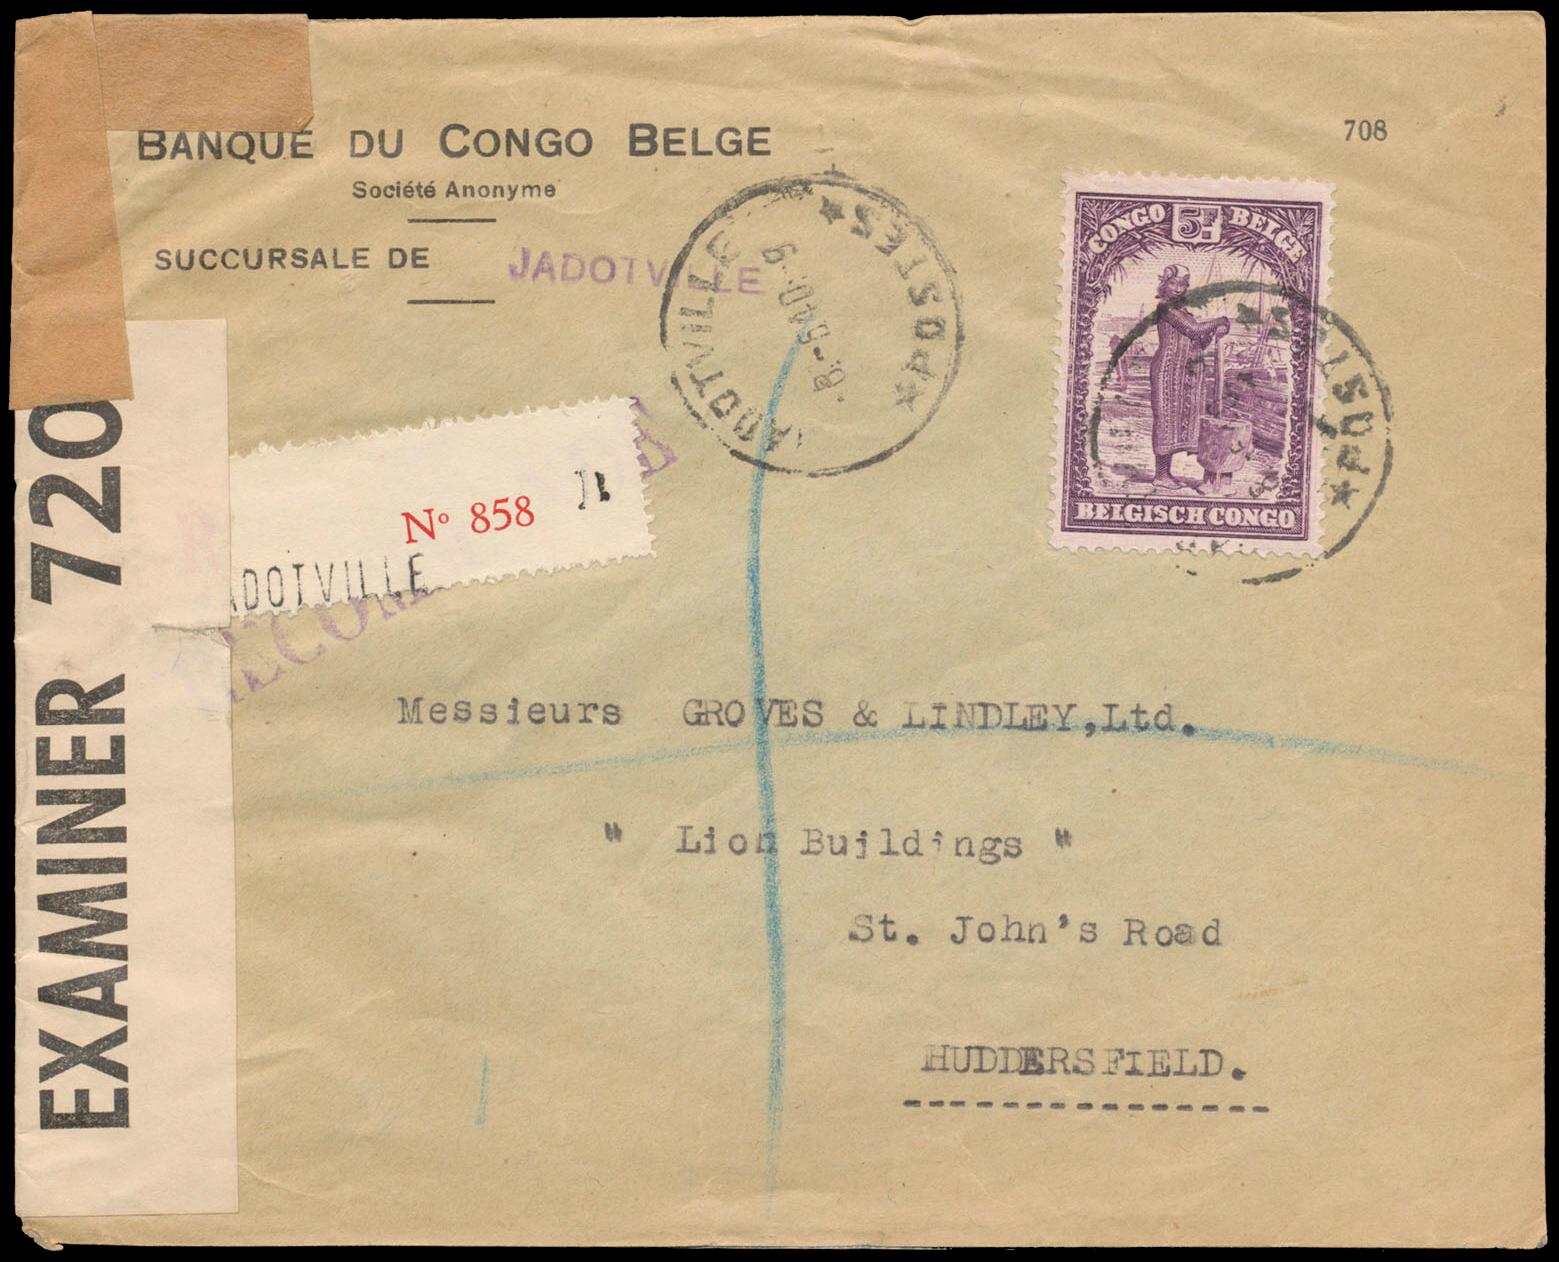 BANQUE DU CONGO BELGE
708
Société Anonyme
SUCCURSALE DE JADOTVILLE
JADOTVILLE
★POSTES★
CONGO 5F BELGE
BELGISCH CONGO
★POSTES★
Nº 858
ADOTVILLE
EXAMINER 720
Messieurs GROVES & LINDLEY,Ltd.
" Lion Buildings "
St. John's Road
HUDDERSFIELD.